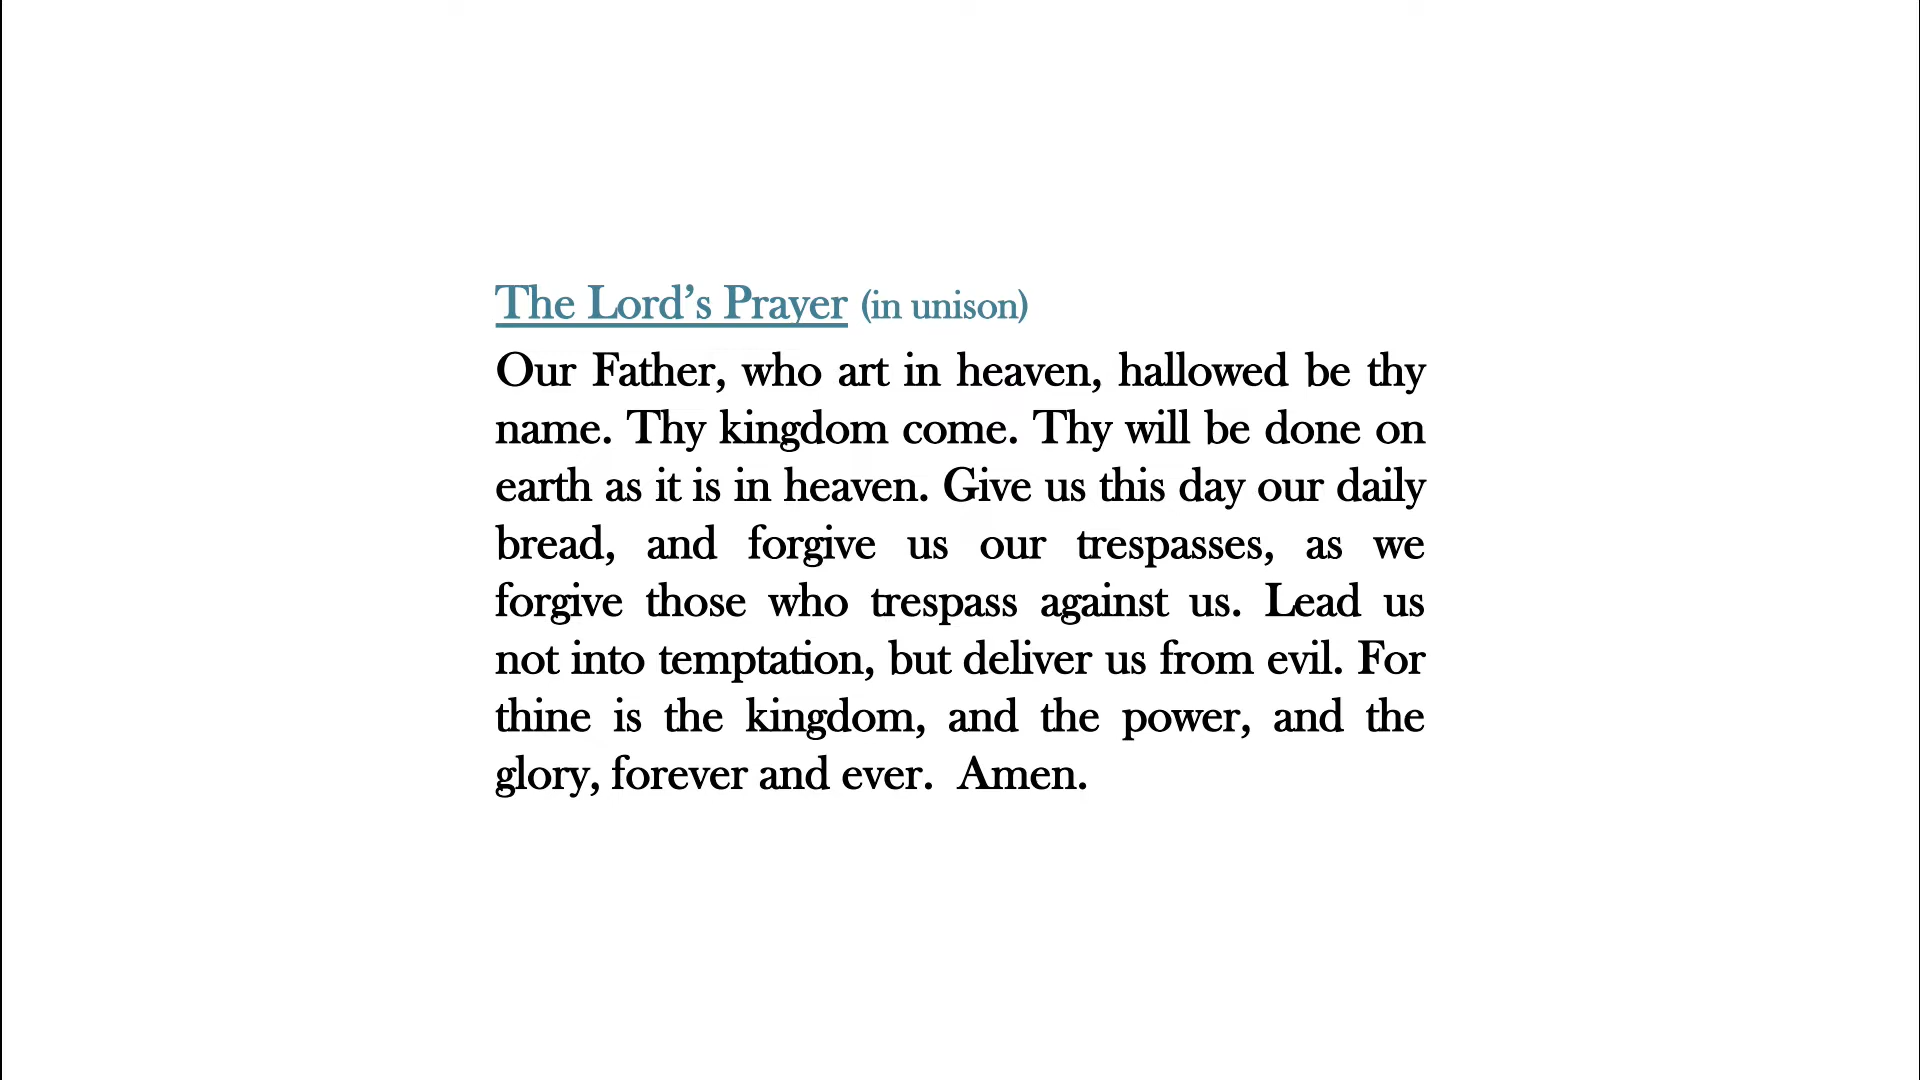 The Lord’s Prayer (in unison)
Our Father, who art in heaven, hallowed be thy
name. Thy kingdom come. Thy will be done on
earth as it is in heaven. Give us this day our daily
bread, and forgive us our trespasses, as we
forgive those who trespass against us. Lead us
not into temptation, but deliver us from evil. For
thine is the kingdom, and the power, and the
glory, forever and ever.  Amen.